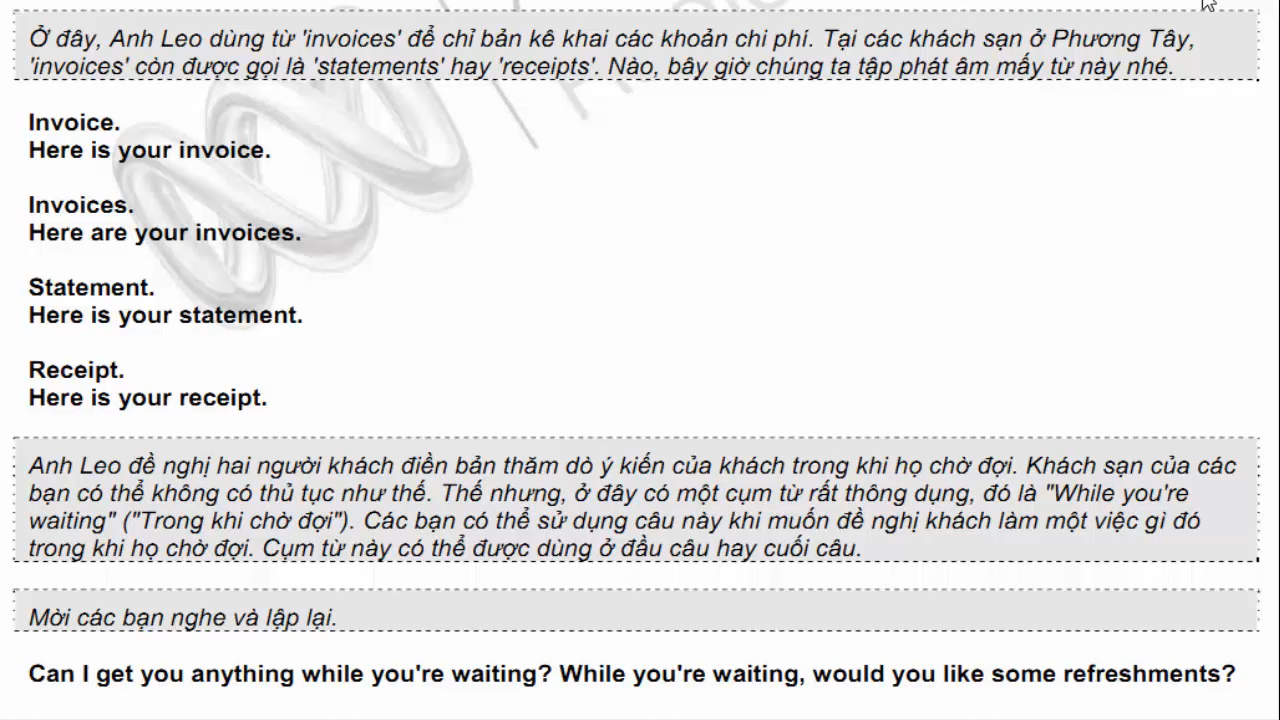 Ở đây, Anh Leo dùng từ 'invoices' để chỉ bản kê khai các khoản chi phí. Tại các khách sạn ở Phương Tây,
'invoices' còn được gọi là 'statements' hay 'receipts'. Nào, bây giờ chúng ta tập phát âm mấy từ này nhé.
Invoice.
Here is your invoice.
Invoices.
Here are your invoices.
Statement.
Here is your statement.
Receipt.
Here is your receipt.
Anh Leo đề nghị hai người khách điền bản thăm dò ý kiến của khách trong khi họ chờ đợi. Khách sạn của các
bạn có thể không có thủ tục như thế. Thế nhưng, ở đây có một cụm từ rất thông dụng, đó là "While you're
waiting" ("Trong khi chờ đợi"). Các bạn có thể sử dụng câu này khi muốn đề nghị khách làm một việc gì đó
trong khi họ chờ đợi. Cụm từ này có thể được dùng ở đầu câu hay cuối câu.
Mời các bạn nghe và lập lại.
Can I get you anything while you're waiting? While you're waiting, would you like some refreshments?